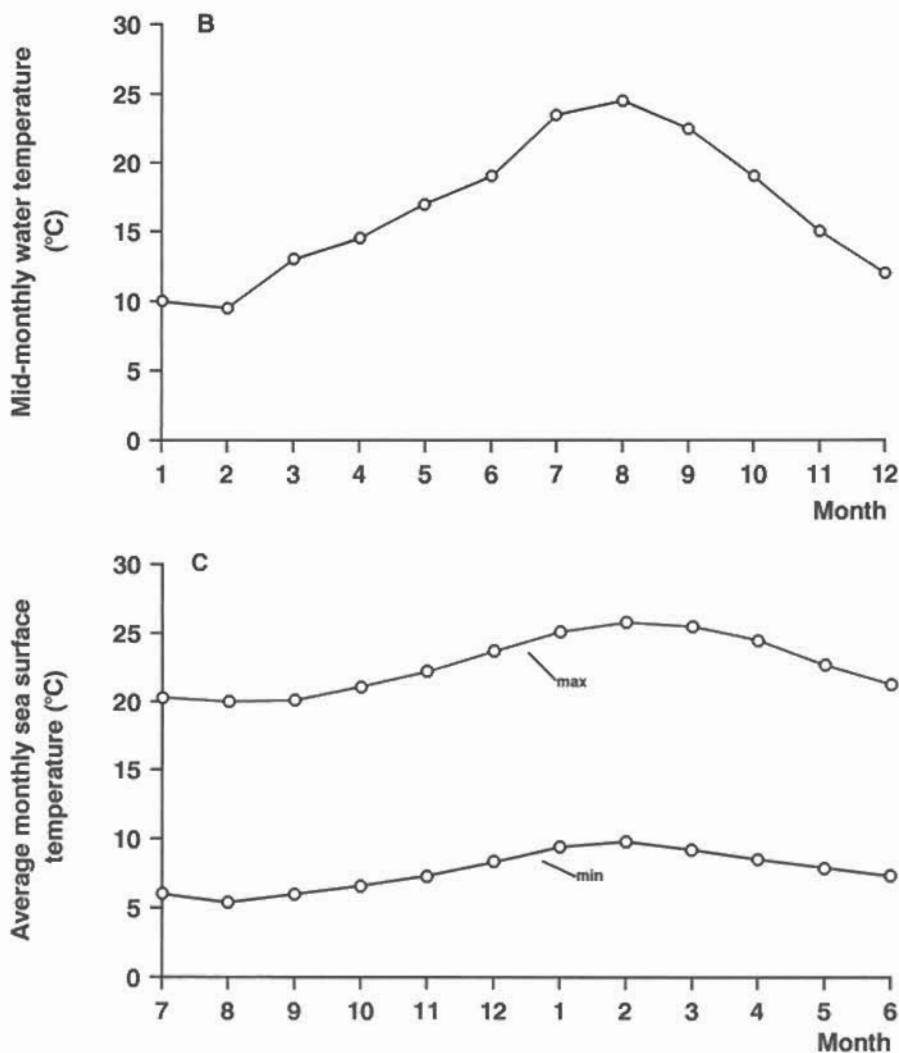 B
Mid-monthly water temperature
(°C)
30
25
20
15
10
5
0
1 2 3 4 5 6 7 8 9 10 11 12
Month
C
Average monthly sea surface
temperature (°C)
30
25
20
15
10
5
0
max
min
7 8 9 10 11 12 1 2 3 4 5 6
Month